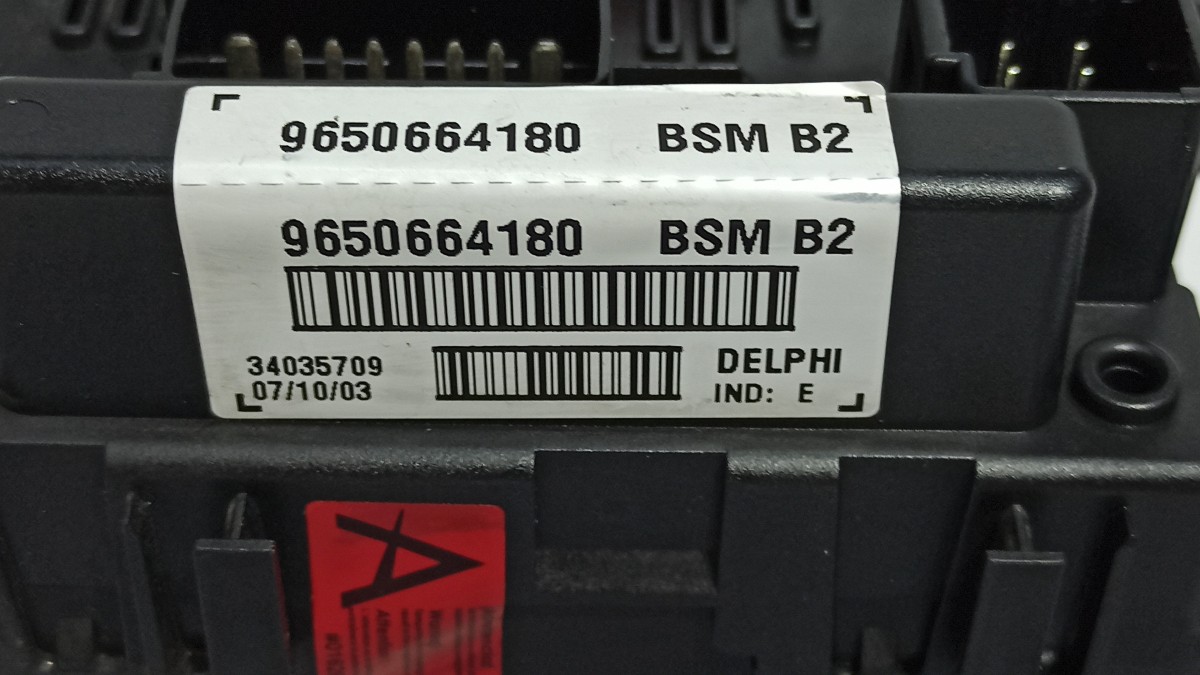 9650664180 BSM B2
9650664180 BSM B2
34035709
07/10/03
DELPHI
IND: E
A